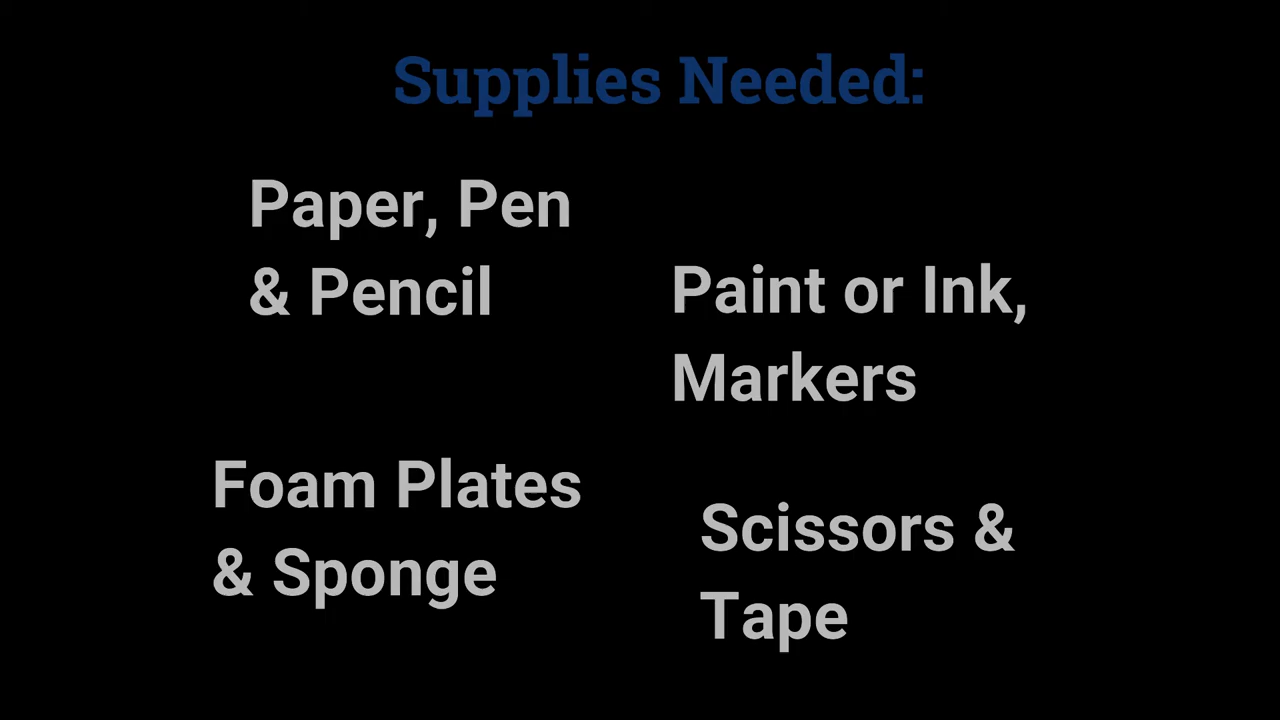 Supplies Needed:
Paper, Pen
& Pencil
Paint or Ink,
Markers
Foam Plates
& Sponge
Scissors &
Tape